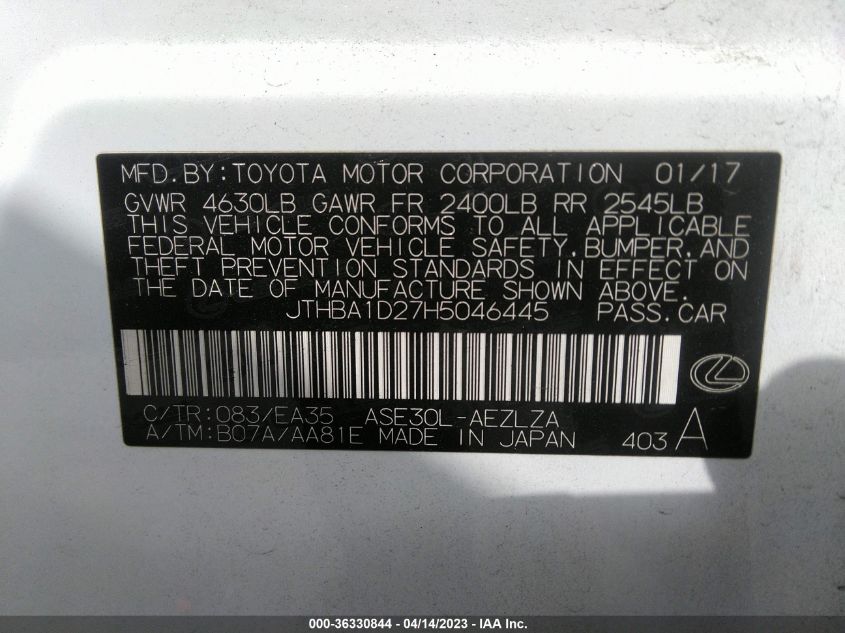 MFD.BY:TOYOTA MOTOR CORPORATION 01/17
GVWR 4630LB GAWR FR 2400LB RR 2545LB
THIS VEHICLE CONFORMS TO ALL APPLICABLE
FEDERAL MOTOR VEHICLE SAFETY,BUMPER,AND
THEFT PREVENTION STANDARDS IN EFFECT ON
THE DATE OF MANUFACTURE SHOWN ABOVE.
JTHBA1D27H5046445 PASS.CAR
C/TR:083/EA35 ASE30L-AEZLZA
A/TM:B07A/AA81E MADE IN JAPAN 403 A
000-36330844 - 04/14/2023 - IAA Inc.